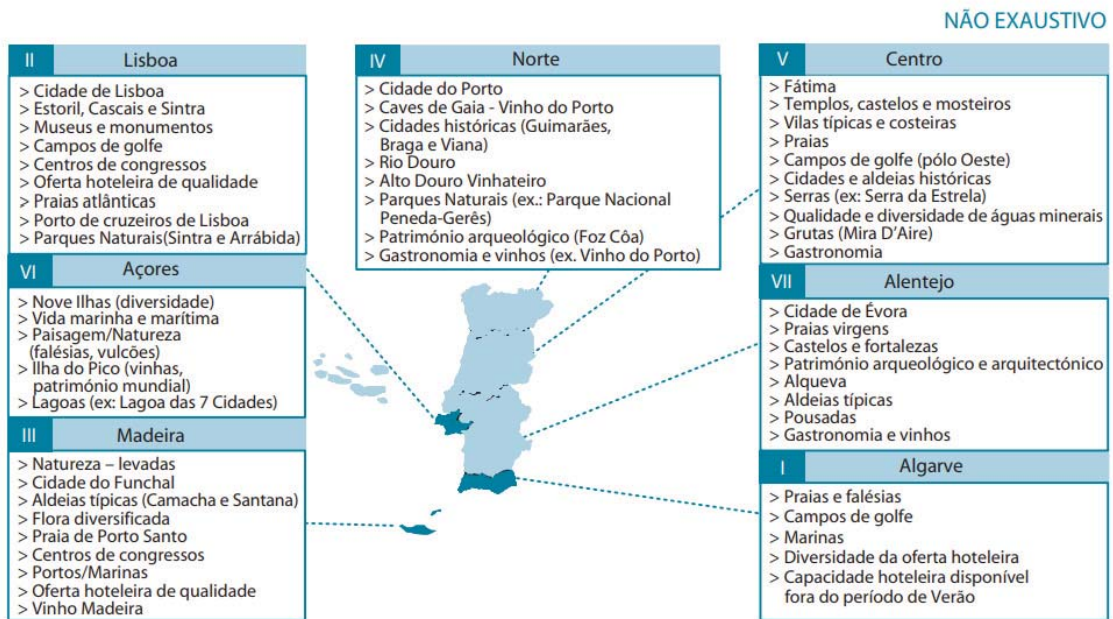 NÃO EXAUSTIVO
II Lisboa
> Cidade de Lisboa
> Estoril, Cascais e Sintra
> Museus e monumentos
> Campos de golfe
> Centros de congressos
> Oferta hoteleira de qualidade
> Praias atlânticas
> Porto de cruzeiros de Lisboa
> Parques Naturais(Sintra e Arrábida)
IV Norte
> Cidade do Porto
> Caves de Gaia - Vinho do Porto
> Cidades históricas (Guimarães,
Braga e Viana)
> Rio Douro
> Alto Douro Vinhateiro
> Parques Naturais (ex.: Parque Nacional
Peneda-Gerês)
> Património arqueológico (Foz Côa)
> Gastronomia e vinhos (ex. Vinho do Porto)
V Centro
> Fátima
> Templos, castelos e mosteiros
> Vilas típicas e costeiras
> Praias
> Campos de golfe (pólo Oeste)
> Cidades e aldeias históricas
> Serras (ex: Serra da Estrela)
> Qualidade e diversidade de águas minerais
> Grutas (Mira D'Aire)
> Gastronomia
VI Açores
> Nove Ilhas (diversidade)
> Vida marinha e marítima
> Paisagem/Natureza
(falésias, vulcões)
> Ilha do Pico (vinhas,
património mundial)
> Lagoas (ex: Lagoa das 7 Cidades)
VII Alentejo
> Cidade de Évora
> Praias virgens
> Castelos e fortalezas
> Património arqueológico e arquitectónico
> Alqueva
> Aldeias típicas
> Pousadas
> Gastronomia e vinhos
III Madeira
> Natureza – levadas
> Cidade do Funchal
> Aldeias típicas (Camacha e Santana)
> Flora diversificada
> Praia de Porto Santo
> Centros de congressos
> Portos/Marinas
> Oferta hoteleira de qualidade
> Vinho Madeira
I Algarve
> Praias e falésias
> Campos de golfe
> Marinas
> Diversidade da oferta hoteleira
> Capacidade hoteleira disponível
fora do período de Verão